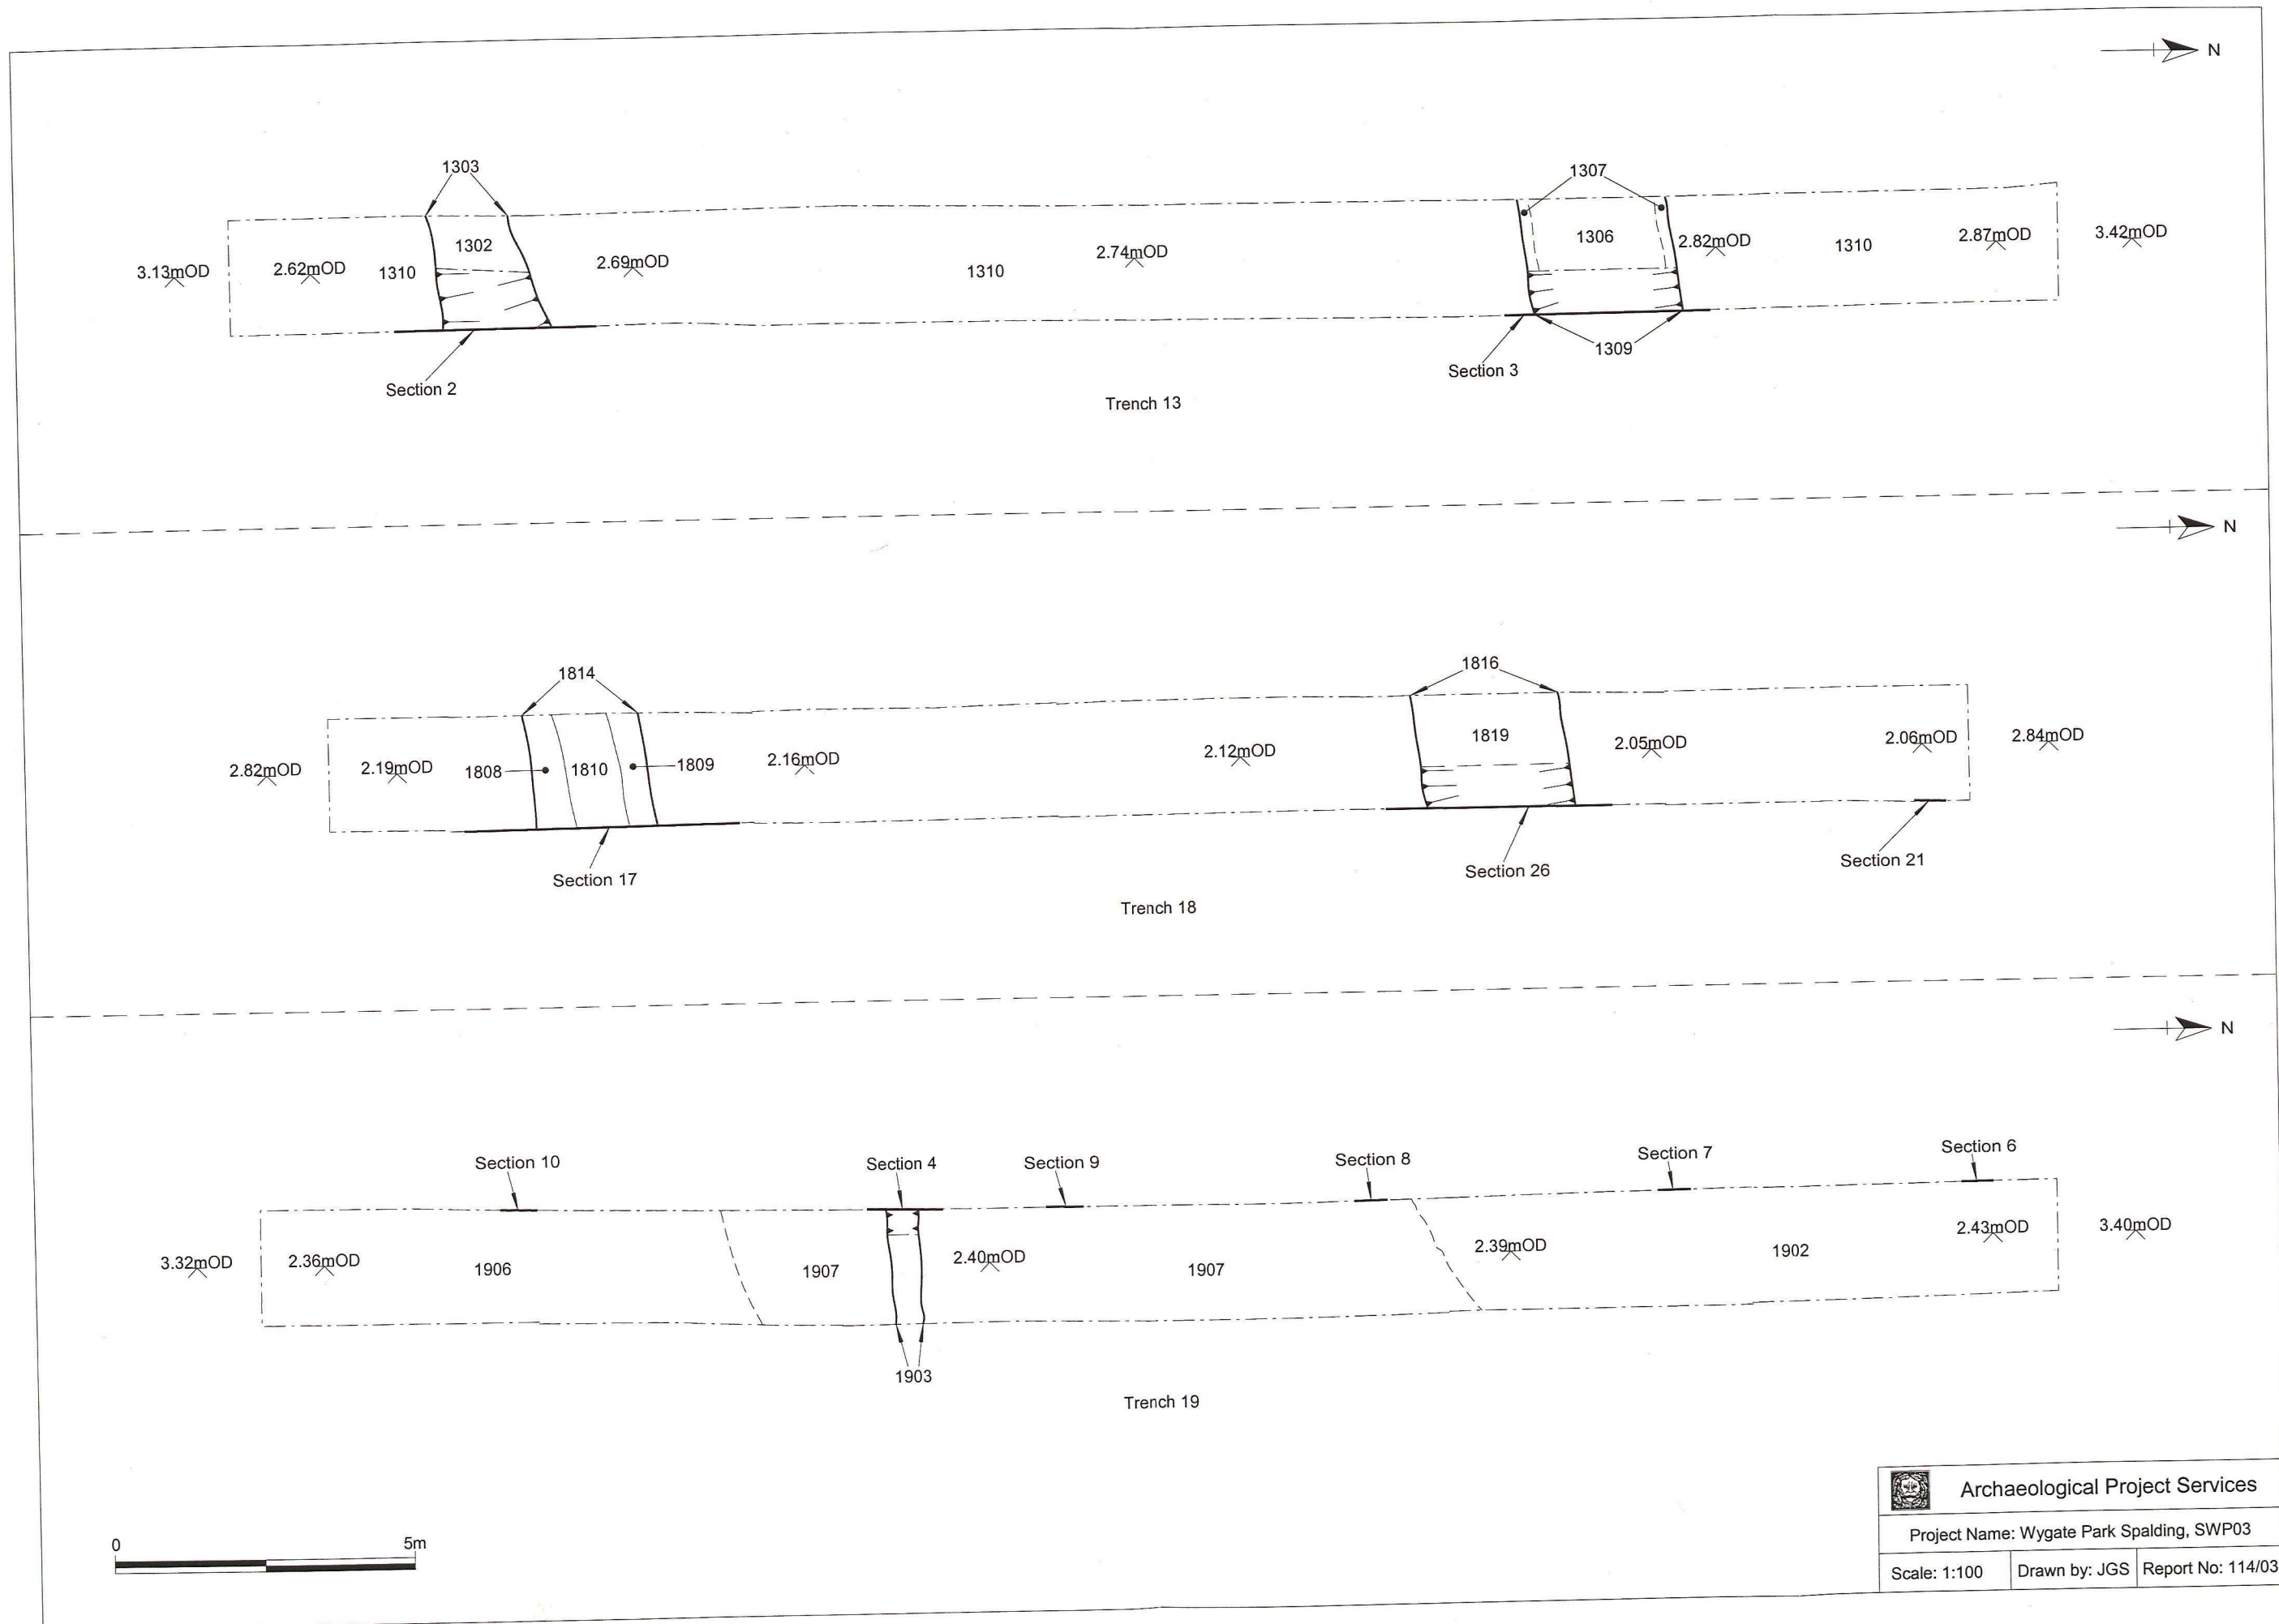 N
1303
1307
1302
1306
3.13mOD 2.62mOD 1310 2.69mOD 1310 2.74mOD 2.82mOD 1310 2.87mOD 3.42mOD
1309
Section 2
Section 3
Trench 13
N
1814
1816
2.82mOD 2.19mOD 1808 1810 1809 2.16mOD 2.12mOD 1819 2.05mOD 2.06mOD 2.84mOD
Section 17
Section 26
Section 21
Trench 18
N
Section 10 Section 4 Section 9 Section 8 Section 7 Section 6
3.32mOD 2.36mOD 1906 1907 2.40mOD 1907 2.39mOD 1902 2.43mOD 3.40mOD
1903
Trench 19
0 5m
Archaeological Project Services
Project Name: Wygate Park Spalding, SWP03
Scale: 1:100 Drawn by: JGS Report No: 114/03